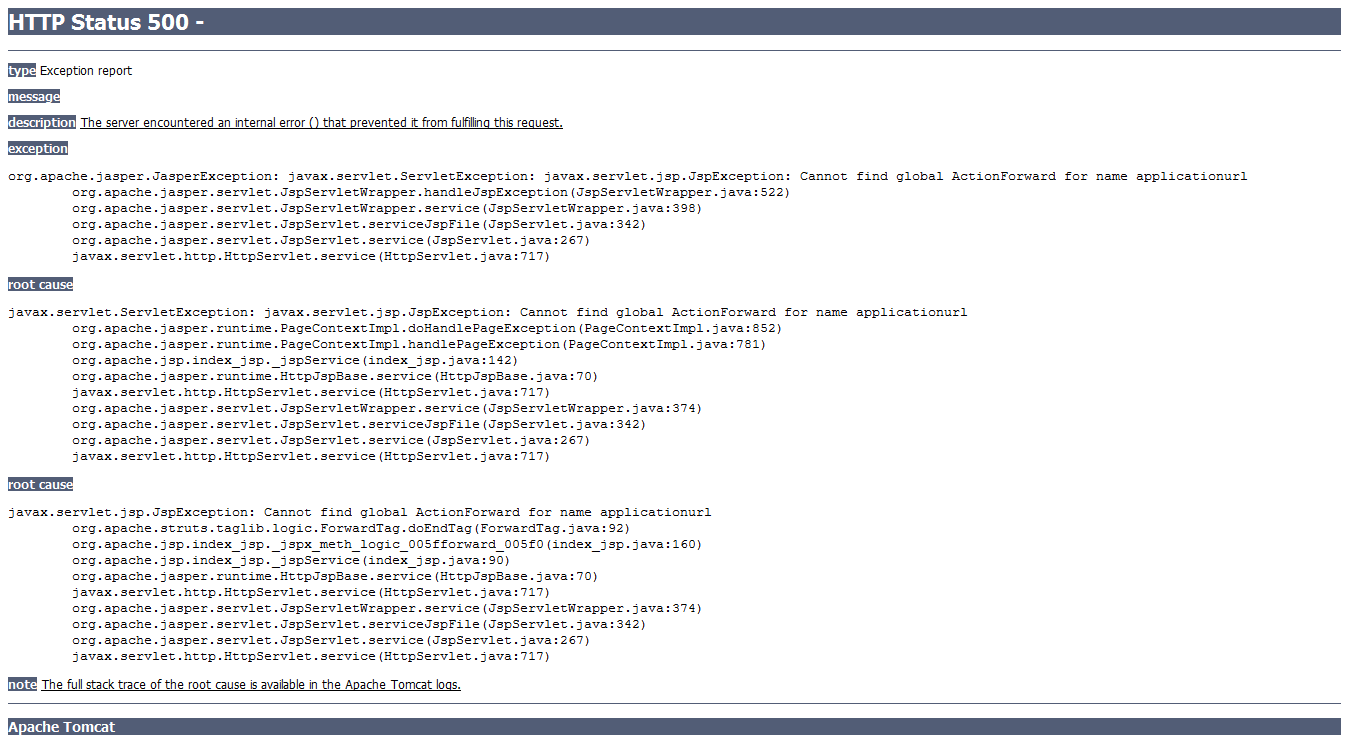 HTTP Status 500 -
type Exception report
message
description The server encountered an internal error () that prevented it from fulfilling this request.
exception
org.apache.jasper.JasperException: javax.servlet.ServletException: javax.servlet.jsp.JspException: Cannot find global ActionForward for name applicationurl
org.apache.jasper.servlet.JspServletWrapper.handleJspException(JspServletWrapper.java:522)
org.apache.jasper.servlet.JspServletWrapper.service(JspServletWrapper.java:398)
org.apache.jasper.servlet.JspServlet.serviceJspFile(JspServlet.java:342)
org.apache.jasper.servlet.JspServlet.service(JspServlet.java:267)
javax.servlet.http.HttpServlet.service(HttpServlet.java:717)
root cause
javax.servlet.ServletException: javax.servlet.jsp.JspException: Cannot find global ActionForward for name applicationurl
org.apache.jasper.runtime.PageContextImpl.doHandlePageException(PageContextImpl.java:852)
org.apache.jasper.runtime.PageContextImpl.handlePageException(PageContextImpl.java:781)
org.apache.jsp.index_jsp._jspService(index_jsp.java:142)
org.apache.jasper.runtime.HttpJspBase.service(HttpJspBase.java:70)
javax.servlet.http.HttpServlet.service(HttpServlet.java:717)
org.apache.jasper.servlet.JspServletWrapper.service(JspServletWrapper.java:374)
org.apache.jasper.servlet.JspServlet.serviceJspFile(JspServlet.java:342)
org.apache.jasper.servlet.JspServlet.service(JspServlet.java:267)
javax.servlet.http.HttpServlet.service(HttpServlet.java:717)
root cause
javax.servlet.jsp.JspException: Cannot find global ActionForward for name applicationurl
org.apache.struts.taglib.logic.ForwardTag.doEndTag(ForwardTag.java:92)
org.apache.jsp.index_jsp._jspx_meth_logic_005fforward_005f0(index_jsp.java:160)
org.apache.jsp.index_jsp._jspService(index_jsp.java:90)
org.apache.jasper.runtime.HttpJspBase.service(HttpJspBase.java:70)
javax.servlet.http.HttpServlet.service(HttpServlet.java:717)
org.apache.jasper.servlet.JspServletWrapper.service(JspServletWrapper.java:374)
org.apache.jasper.servlet.JspServlet.serviceJspFile(JspServlet.java:342)
org.apache.jasper.servlet.JspServlet.service(JspServlet.java:267)
javax.servlet.http.HttpServlet.service(HttpServlet.java:717)
note The full stack trace of the root cause is available in the Apache Tomcat logs.
Apache Tomcat